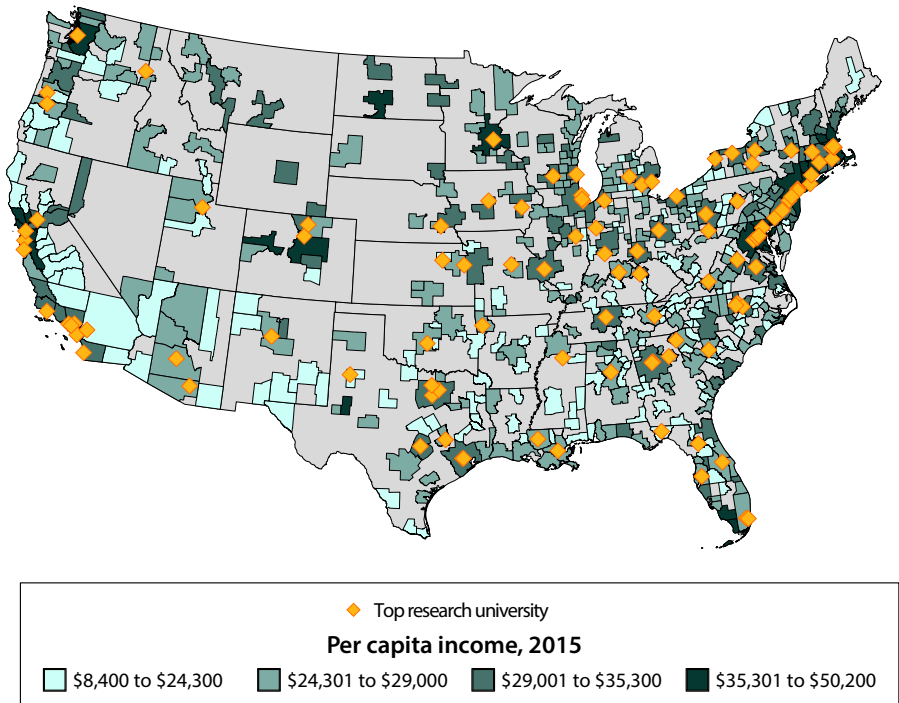 Top research university
Per capita income, 2015
$8,400 to $24,300 $24,301 to $29,000 $29,001 to $35,300 $35,301 to $50,200